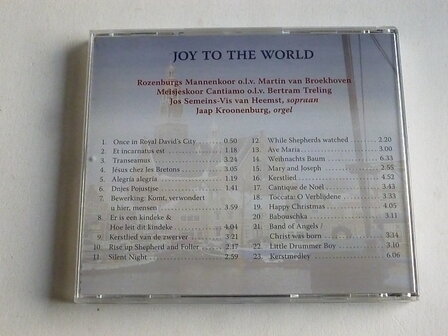 JOY TO THE WORLD
Rozenburgs Mannenkoor o.l.v. Martin van Broekhoven
Meisjeskoor Cantiamo o.l.v. Bertram Treling
Jos Semeins-Vis van Heemst, sopraan
Jaap Kroonenburg, orgel
1. Once in Royal David's City 0.50
2. Et incarnatus est 1.18
3. Transeamus 3.24
4. Jésus chez les Bretons 3.05
5. Alegría alegría 1.19
6. Dnjes Pojustjse 1.41
7. Bewerking: Komt, verwondert
u hier, mensen 3.59
8. Er is een kindeke &
Hoe leit dit kindeke 4.04
9. Kerstlied van de zwerver 3.21
10. Rise up Shepherd and Foller 2.17
11. Silent Night 2.59
12. While Shepherds watched 2.20
13. Ave Maria 3.00
14. Weihnachts Baum 6.33
15. Mary and Joseph 2.55
16. Kerstlied 4.52
17. Cantique de Noël 3.43
18. Toccata: O Verblijdene 3.33
19. Happy Christmas 4.05
20. Babouschka 3.11
21. Band of Angels /
Christ was born 3.34
22. Little Drummer Boy 3.10
23. Kerstmedley 6.06